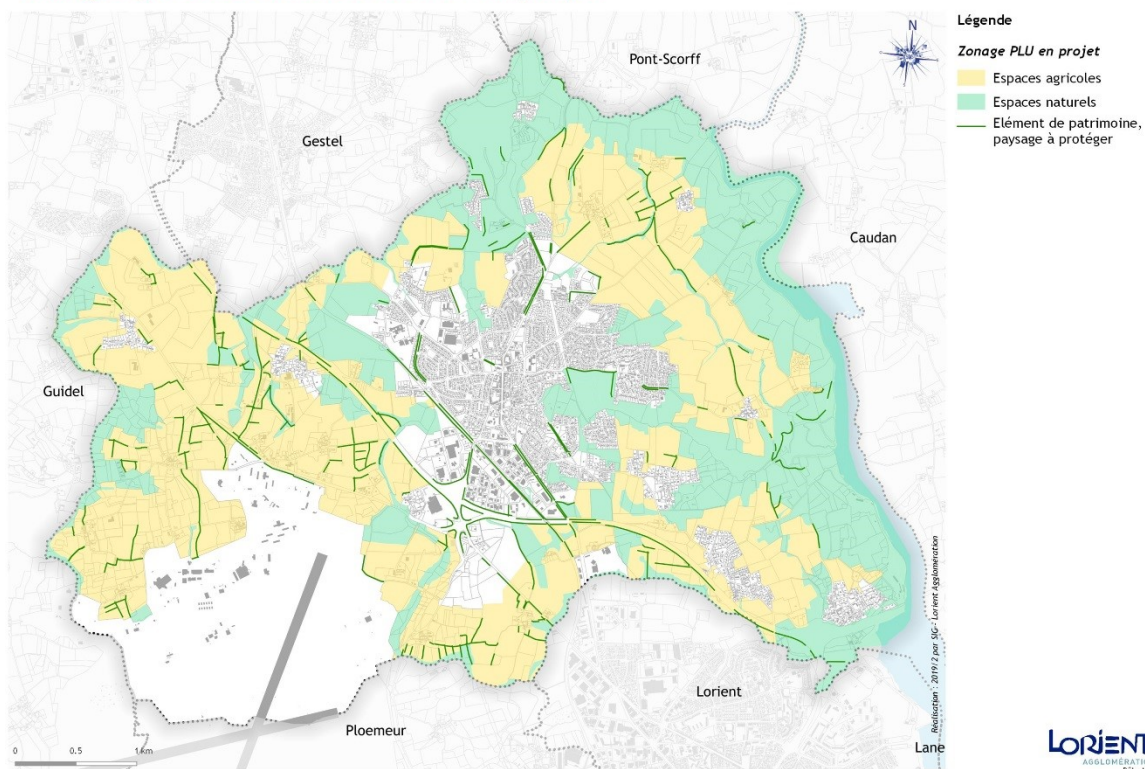 Légende
Zonage PLU en projet
Espaces agricoles
Espaces naturels
Elément de patrimoine,
paysage à protéger
N
Pont-Scorff
Gestel
Caudan
Guidel
Lorient
Ploemeur
Lane
0 0.5 1 km
Réalisation : 2019/2 par SIG - Lorient Agglomération
LORIENT
AGGLOMÉRATIO